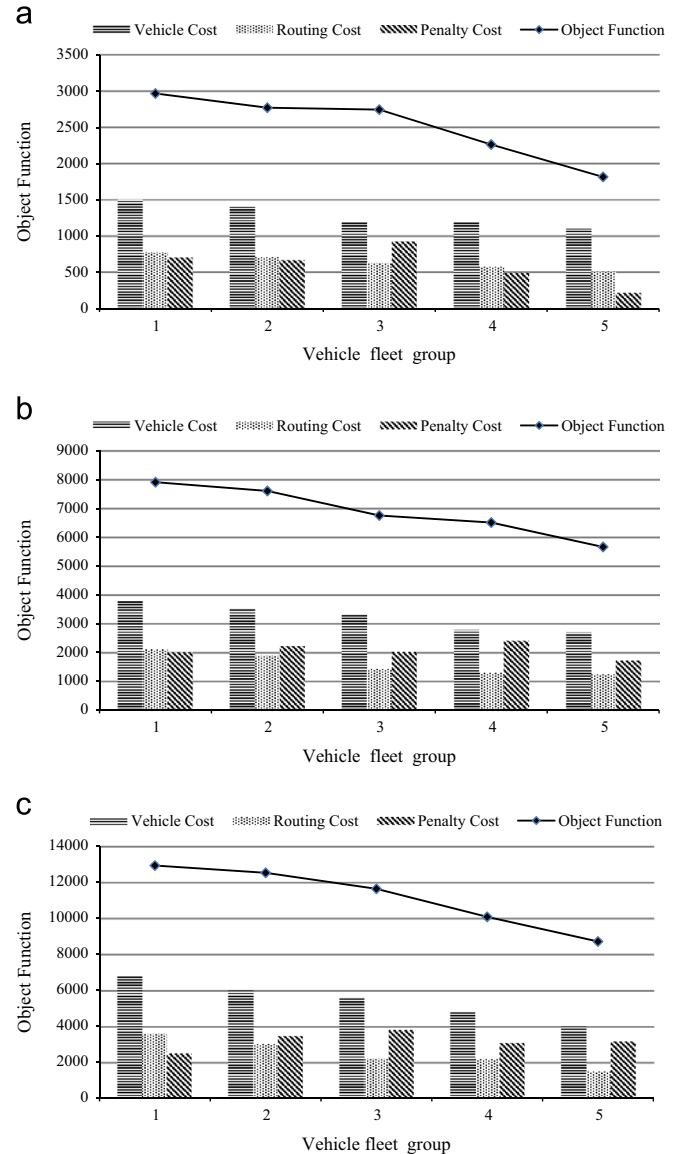 a
Vehicle Cost Routing Cost Penalty Cost Object Function
3500
3000
2500
2000
1500
1000
500
0
Object Function
1 2 3 4 5
Vehicle fleet group
b
Vehicle Cost Routing Cost Penalty Cost Object Function
9000
8000
7000
6000
5000
4000
3000
2000
1000
0
Object Function
1 2 3 4 5
Vehicle fleet group
c
Vehicle Cost Routing Cost Penalty Cost Object Function
14000
12000
10000
8000
6000
4000
2000
0
Object Function
1 2 3 4 5
Vehicle fleet group